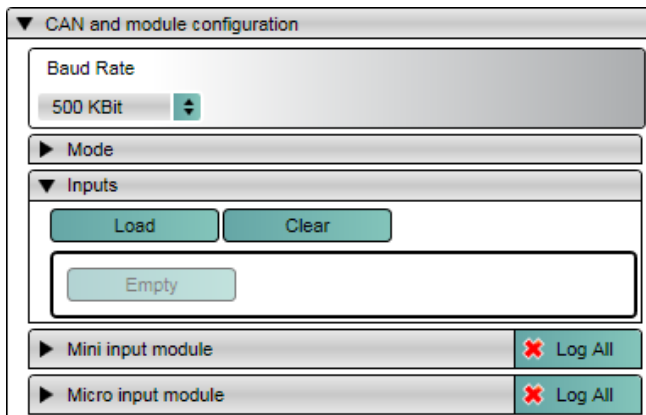 CAN and module configuration
Baud Rate
500 KBit
Mode
Inputs
Load Clear
Empty
Mini input module Log All
Micro input module Log All